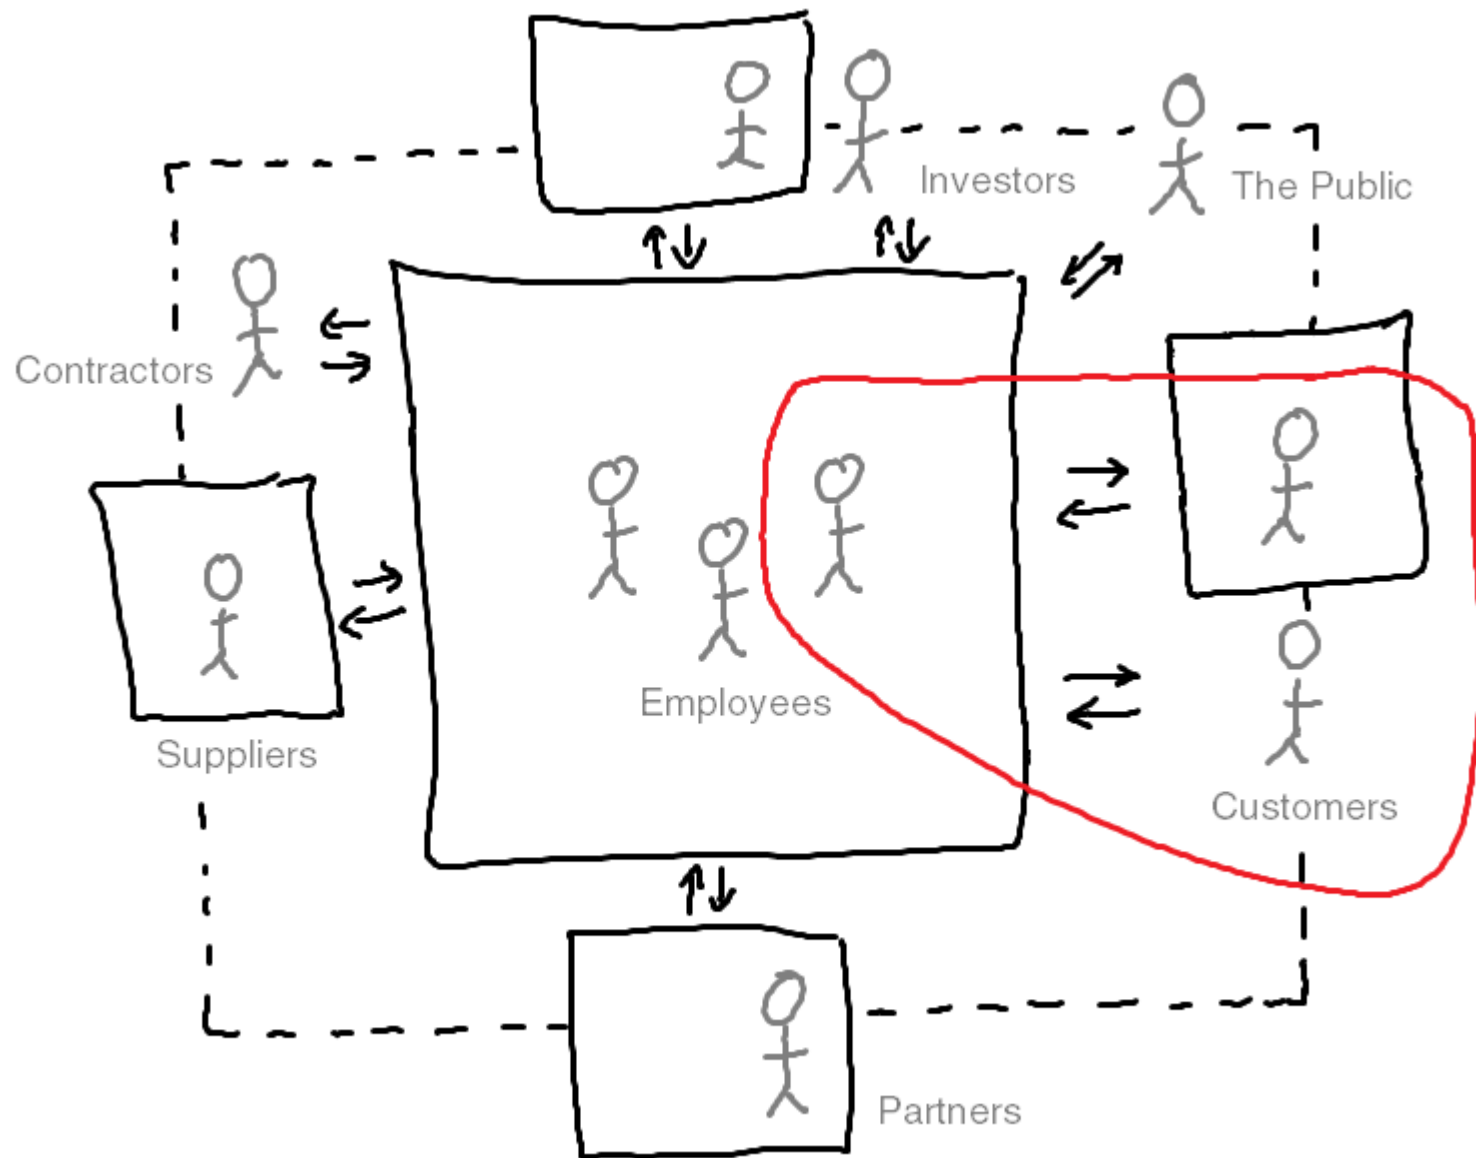 Investors
The Public
Contractors
Employees
Suppliers
Customers
Partners